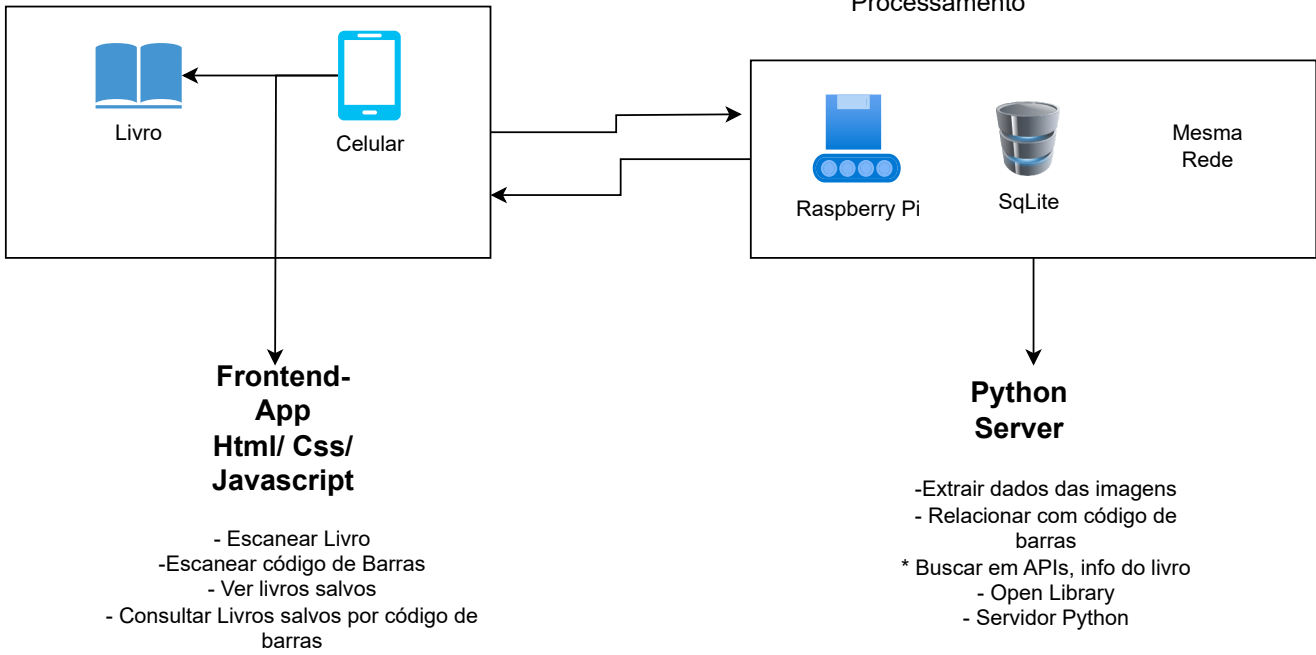 Processamento
Livro
Celular
Raspberry Pi
SqLite
Mesma
Rede
Frontend-
App
Html/ Css/
Javascript
- Escanear Livro
-Escanear código de Barras
- Ver livros salvos
- Consultar Livros salvos por código de
barras
Python
Server
-Extrair dados das imagens
- Relacionar com código de
barras
* Buscar em APIs, info do livro
- Open Library
- Servidor Python